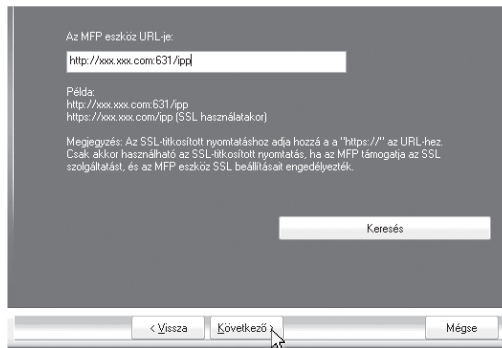 Az MFP eszköz URL-je:
http://xxx.xxx.com:631/ipp
Példa:
http://xxx.xxx.com:631/ipp
https://xxx.xxx.com/ipp (SSL használatakor)
Megjegyzés: Az SSL-titkosított nyomtatáshoz adja hozzá a a "https://" az URL-hez.
Csak akkor használható az SSL-titkosított nyomtatás, ha az MFP támogatja az SSL
szolgáltatást, és az MFP eszköz SSL beállításait engedélyezték.
Keresés
< Vissza
Következő >
Mégse